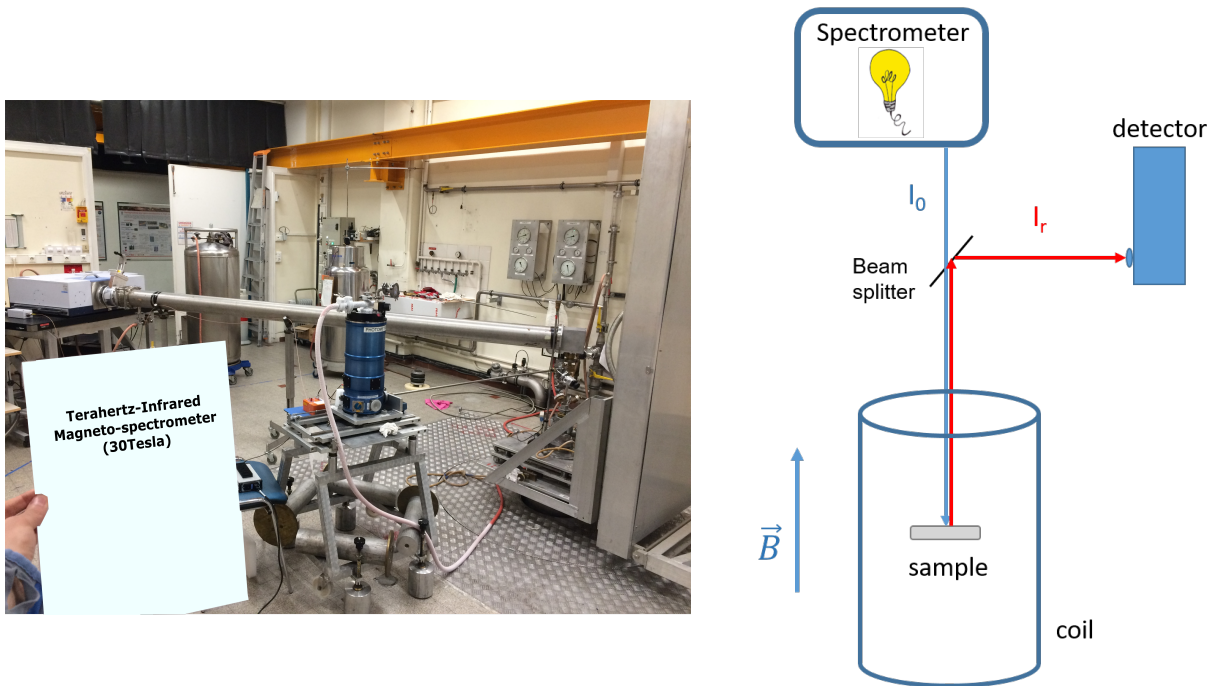 Terahertz-Infrared
Magneto-spectrometer
(30Tesla)
Spectrometer
detector
I₀
Iᵣ
Beam
splitter
B⃗
sample
coil